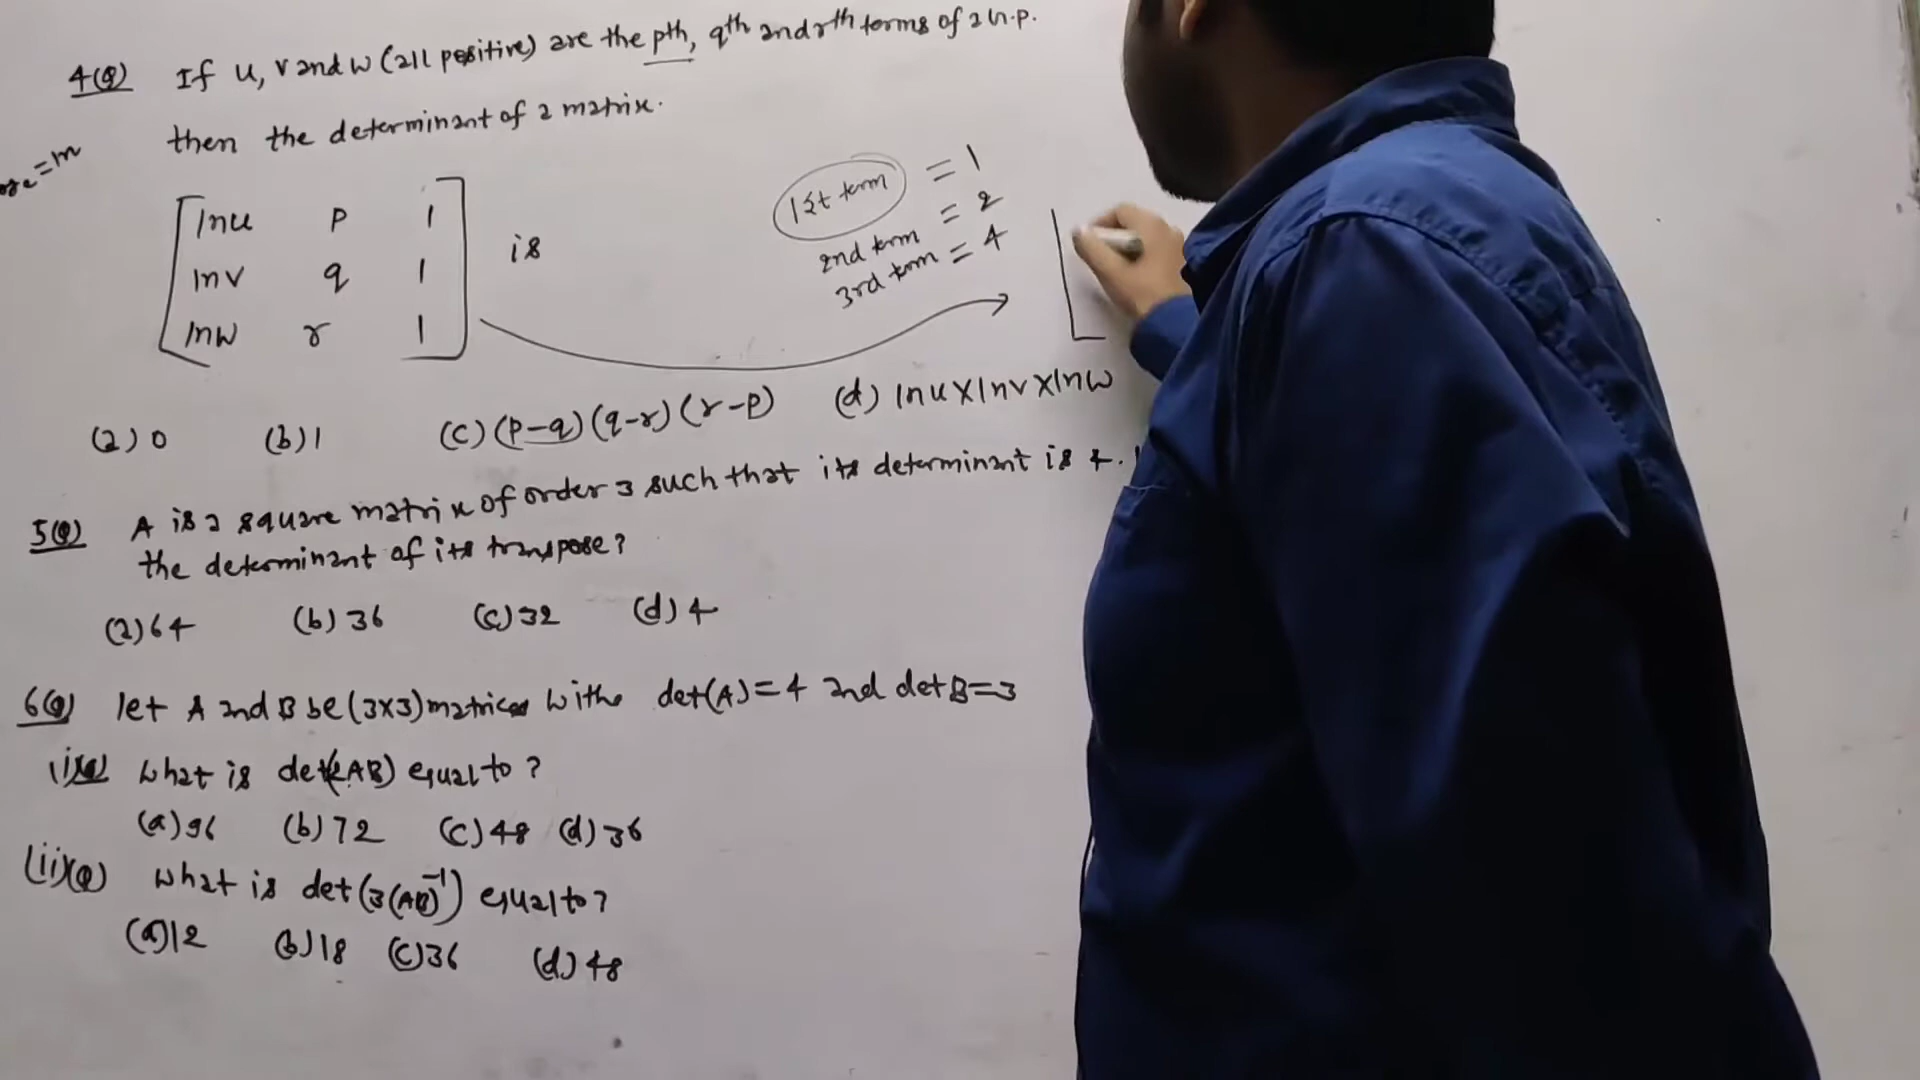 4(Q) If u, v and w (all positive) are the pth, qth and rth terms of a G.P.
then the determinant of a matrix.
=m
lnu p 1
lnv q 1
lnw r 1
is
1st term = 1
2nd term = 2
3rd term = 4
(a) 0 (b) 1 (c) (p-q)(q-r)(r-p) (d) lnu X lnv X lnw
5(Q) A is a square matrix of order 3 such that its determinant is 4.
the determinant of its transpose?
(a) 64 (b) 36 (c) 32 (d) 4
6(Q) let A and B be (3x3) matrices with det(A)=4 and detB=3
(i)(Q) what is det(2AB) equal to?
(a) 96 (b) 72 (c) 48 (d) 36
(ii)(Q) what is det(3(AB)⁻¹) equal to?
(a) 12 (b) 18 (c) 36 (d) 48